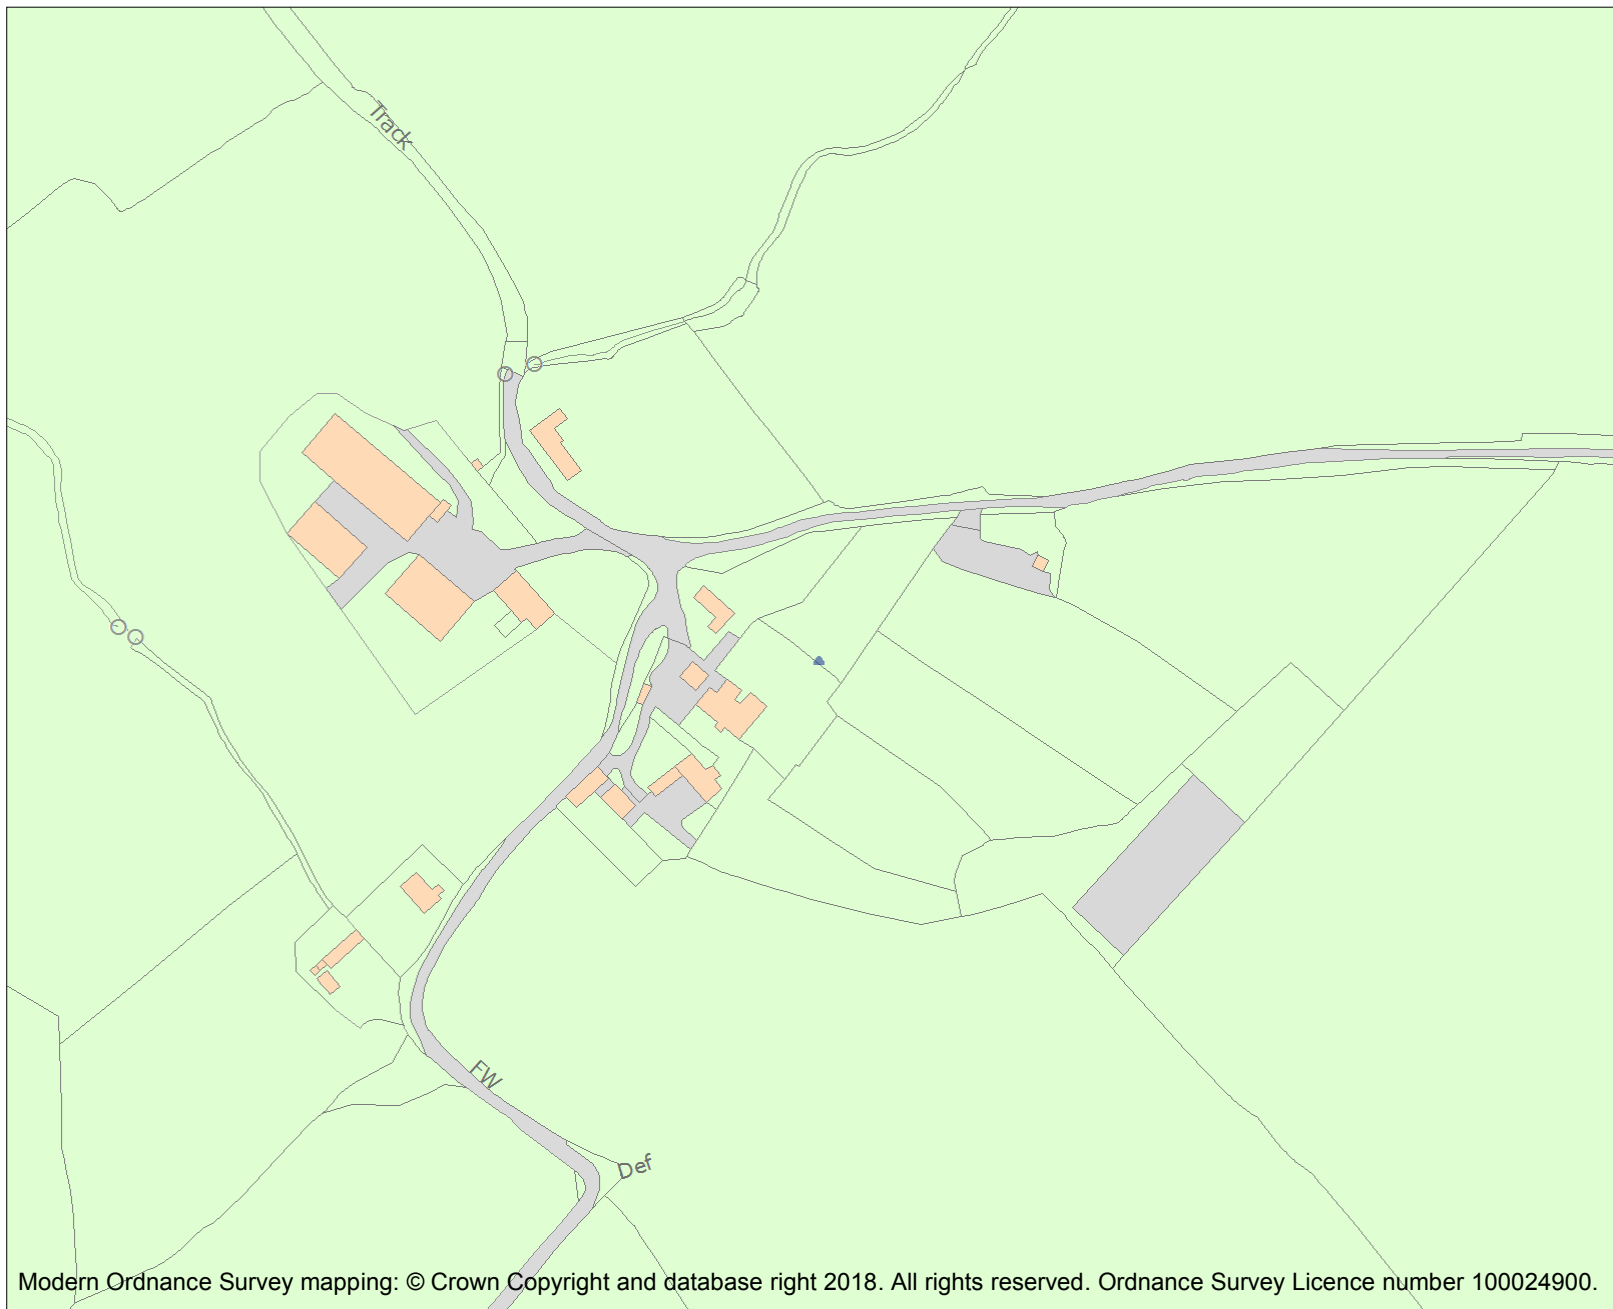 Track
FW
Def
Modern Ordnance Survey mapping: © Crown Copyright and database right 2018. All rights reserved. Ordnance Survey Licence number 100024900.